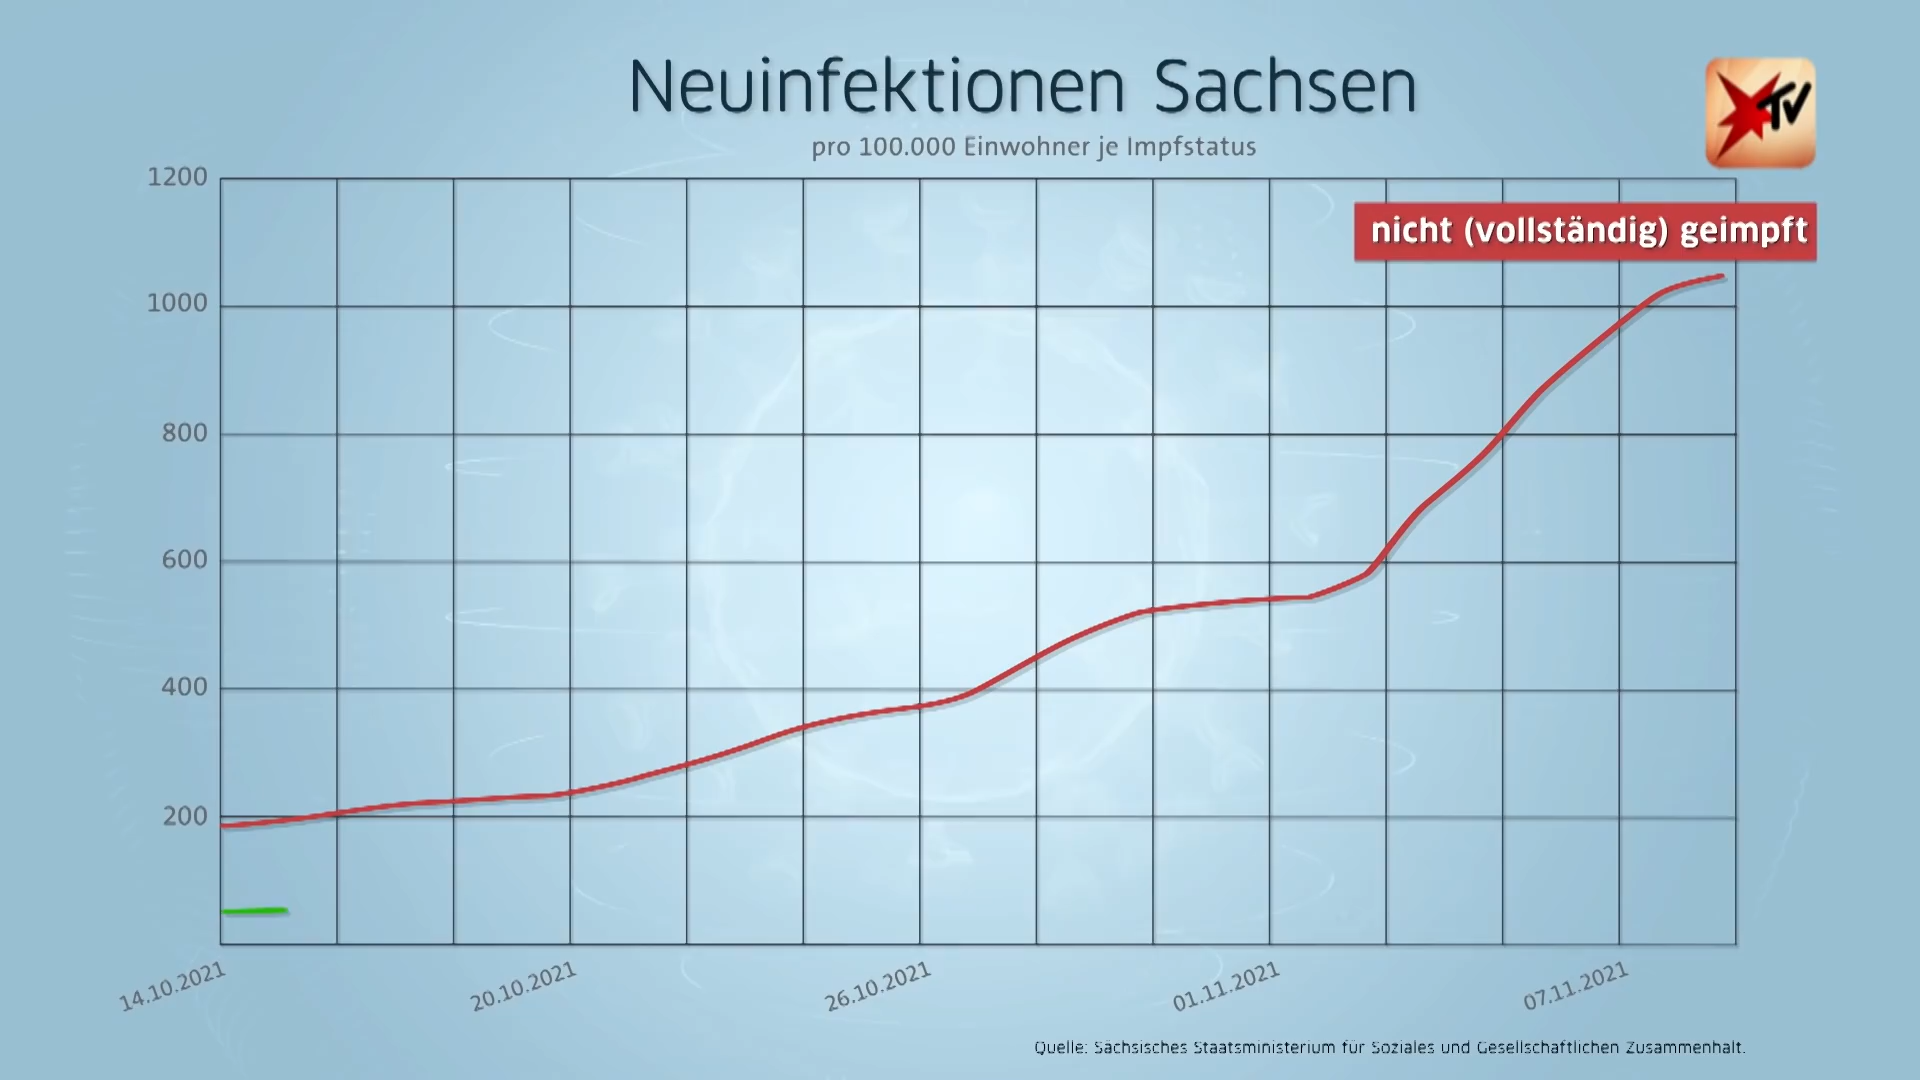 Neuinfektionen Sachsen
TV
pro 100.000 Einwohner je Impfstatus
1200
nicht (vollständig) geimpft
1000
800
600
400
200
14.10.2021
20.10.2021
26.10.2021
01.11.2021
07.11.2021
Quelle: Sächsisches Staatsministerium für Soziales und Gesellschaftlichen Zusammenhalt.